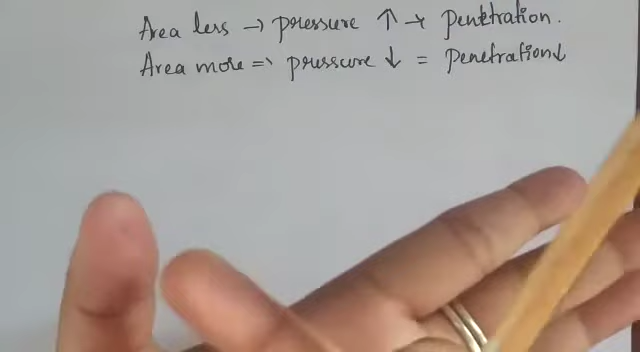 Area less → pressure ↑ → penetration.
Area more => pressure ↓ = penetration↓